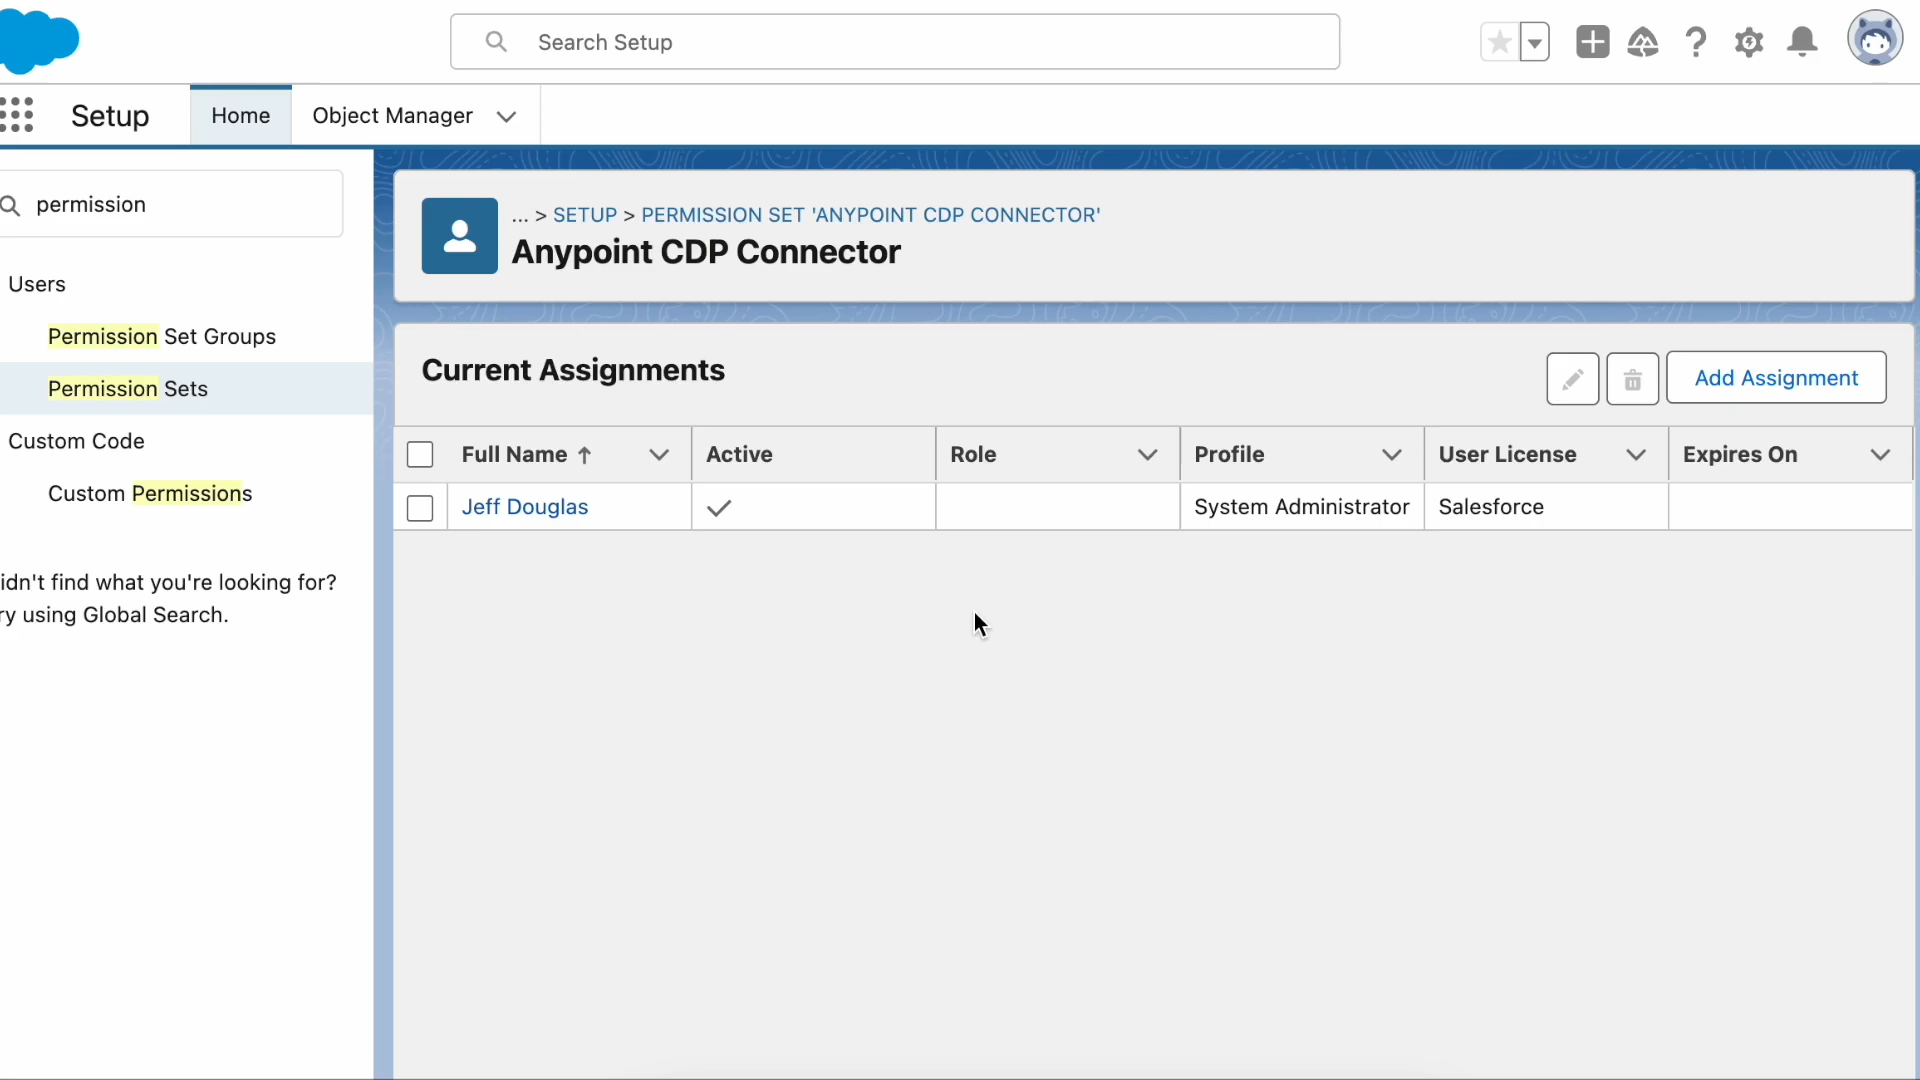 Search Setup
Setup
Home
Object Manager
permission
Users
Permission Set Groups
Permission Sets
Custom Code
Custom Permissions
idn't find what you're looking for?
ry using Global Search.
... > SETUP > PERMISSION SET 'ANYPOINT CDP CONNECTOR'
Anypoint CDP Connector
Current Assignments
Add Assignment
Full Name ↑ Active Role Profile User License Expires On
Jeff Douglas System Administrator Salesforce